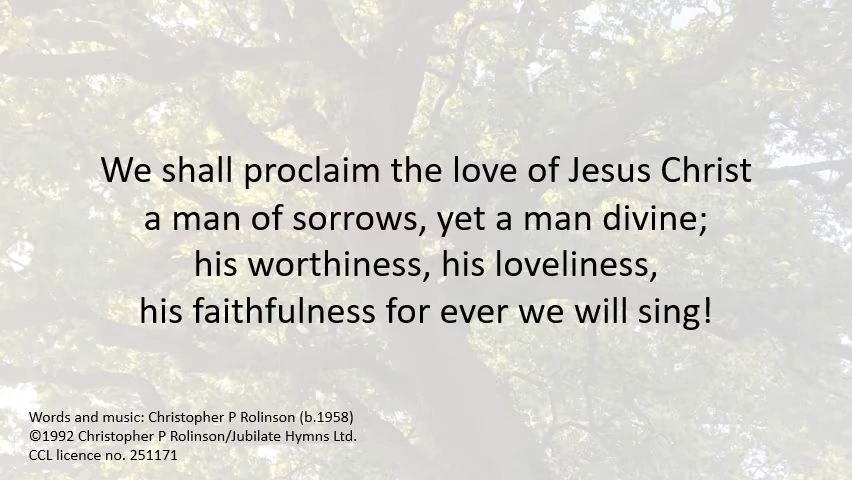 We shall proclaim the love of Jesus Christ
a man of sorrows, yet a man divine;
his worthiness, his loveliness,
his faithfulness for ever we will sing!
Words and music: Christopher P Rolinson (b.1958)
©1992 Christopher P Rolinson/Jubilate Hymns Ltd.
CCL licence no. 251171